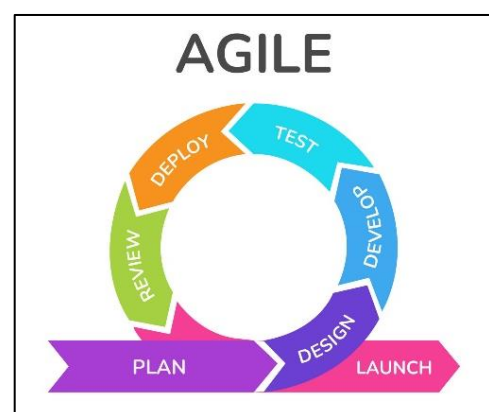 AGILE
DEPLOY
TEST
REVIEW
DEVELOP
DESIGN
PLAN
LAUNCH